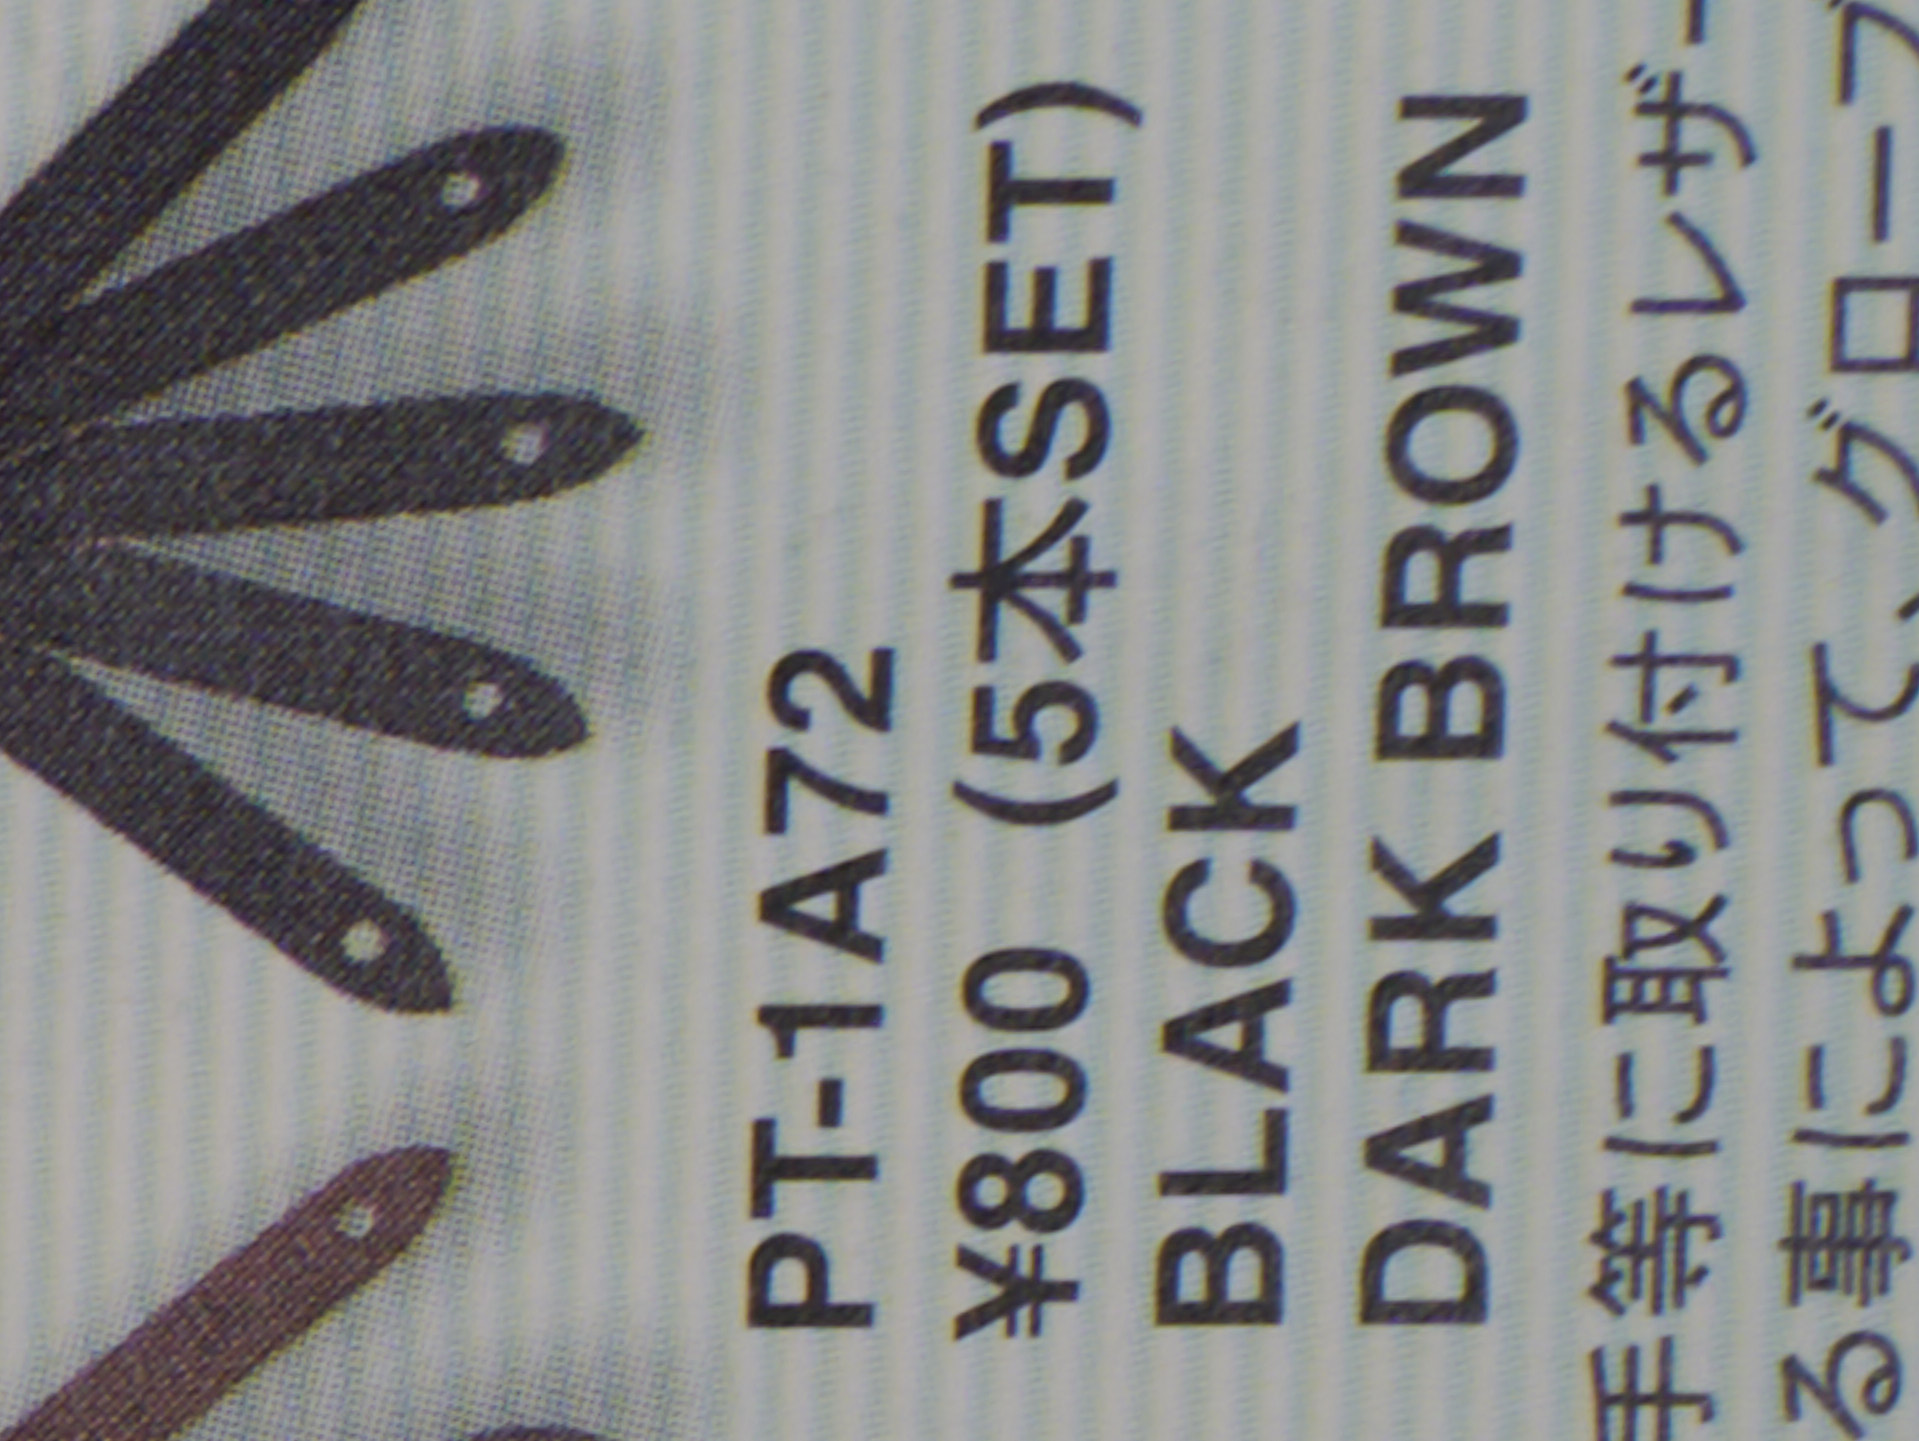 PT-1A72
¥800 (5本SET)
BLACK
DARK BROWN
手等に取り付けるレザー
る事によって、グローブ